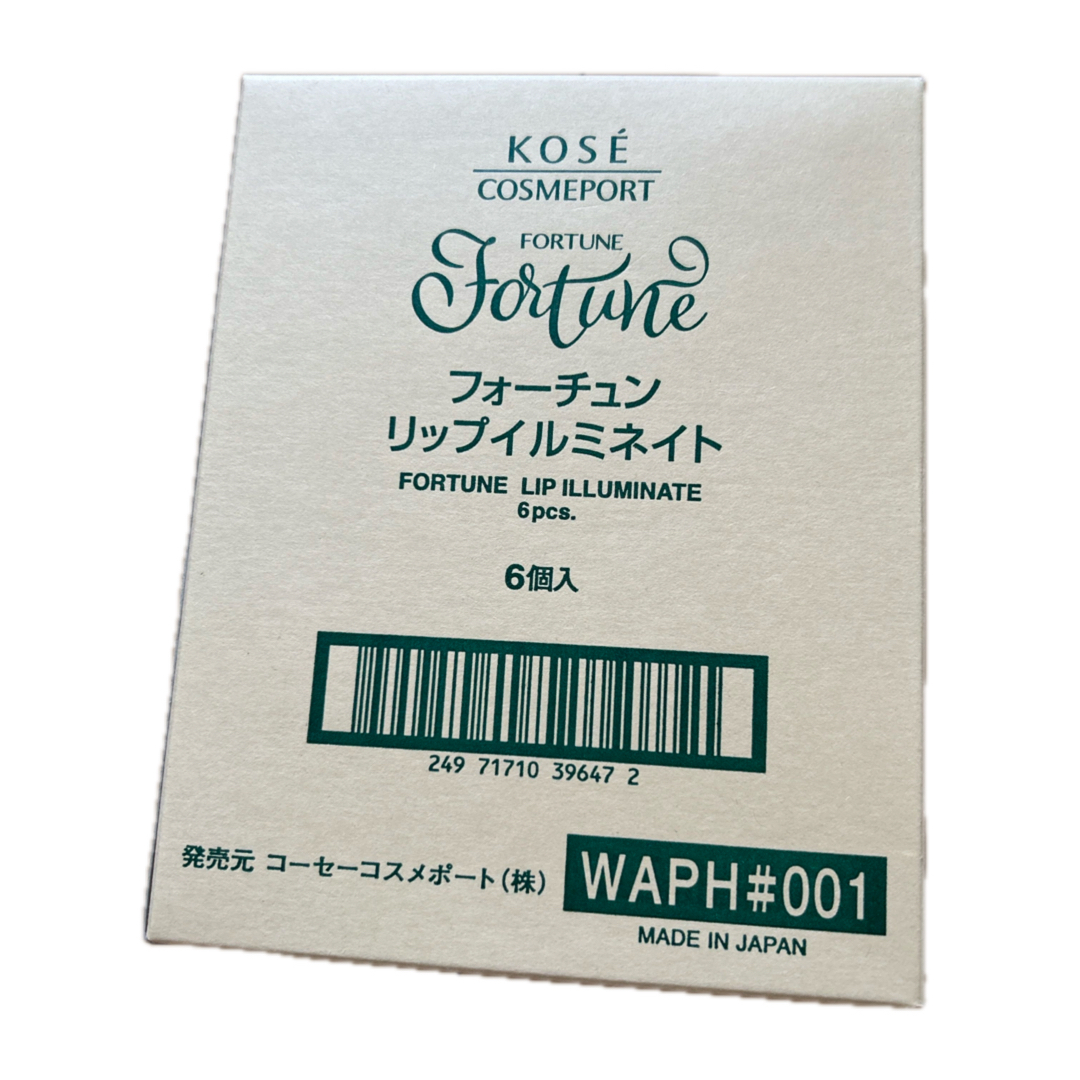 KOSÉ
COSMEPORT
FORTUNE
Fortune
フォーチュン
リップイルミネイト
FORTUNE LIP ILLUMINATE
6pcs.
6個入
249 71710 39647 2
発売元 コーセーコスメポート(株)
WAPH#001
MADE IN JAPAN